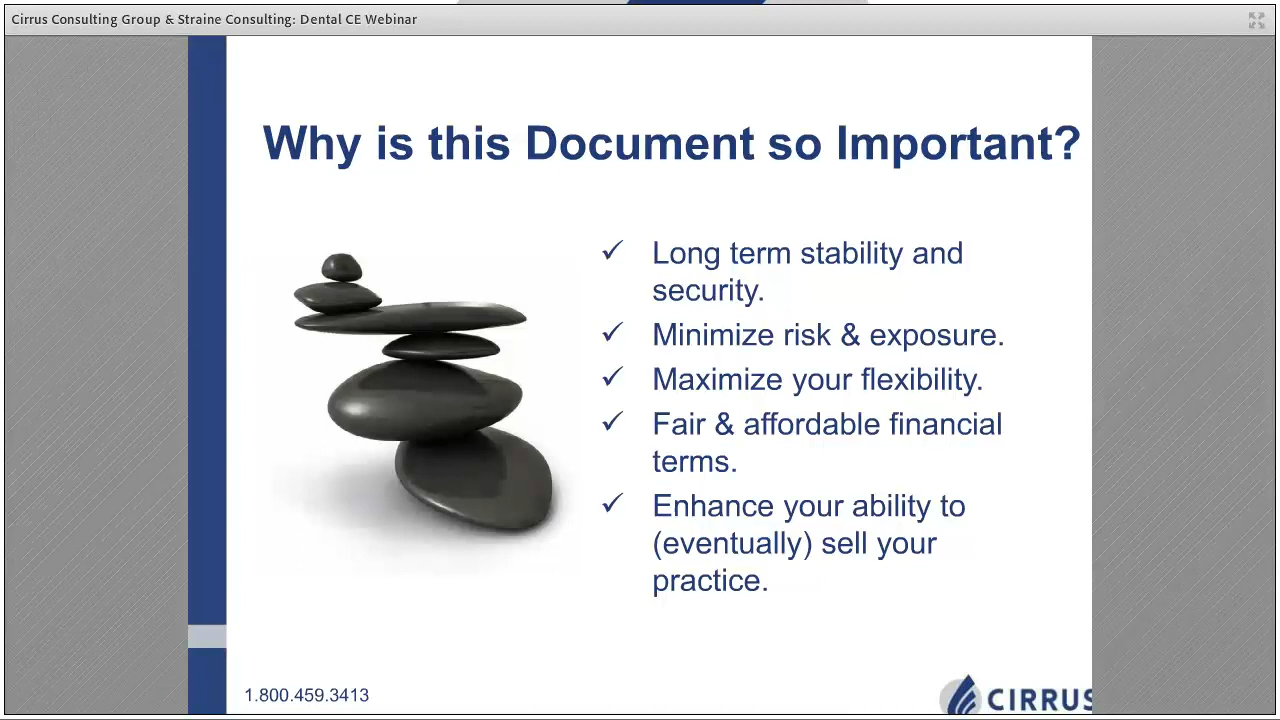 Cirrus Consulting Group & Straine Consulting: Dental CE Webinar
Why is this Document so Important?
✓ Long term stability and
security.
✓ Minimize risk & exposure.
✓ Maximize your flexibility.
✓ Fair & affordable financial
terms.
✓ Enhance your ability to
(eventually) sell your
practice.
1.800.459.3413
CIRRUS